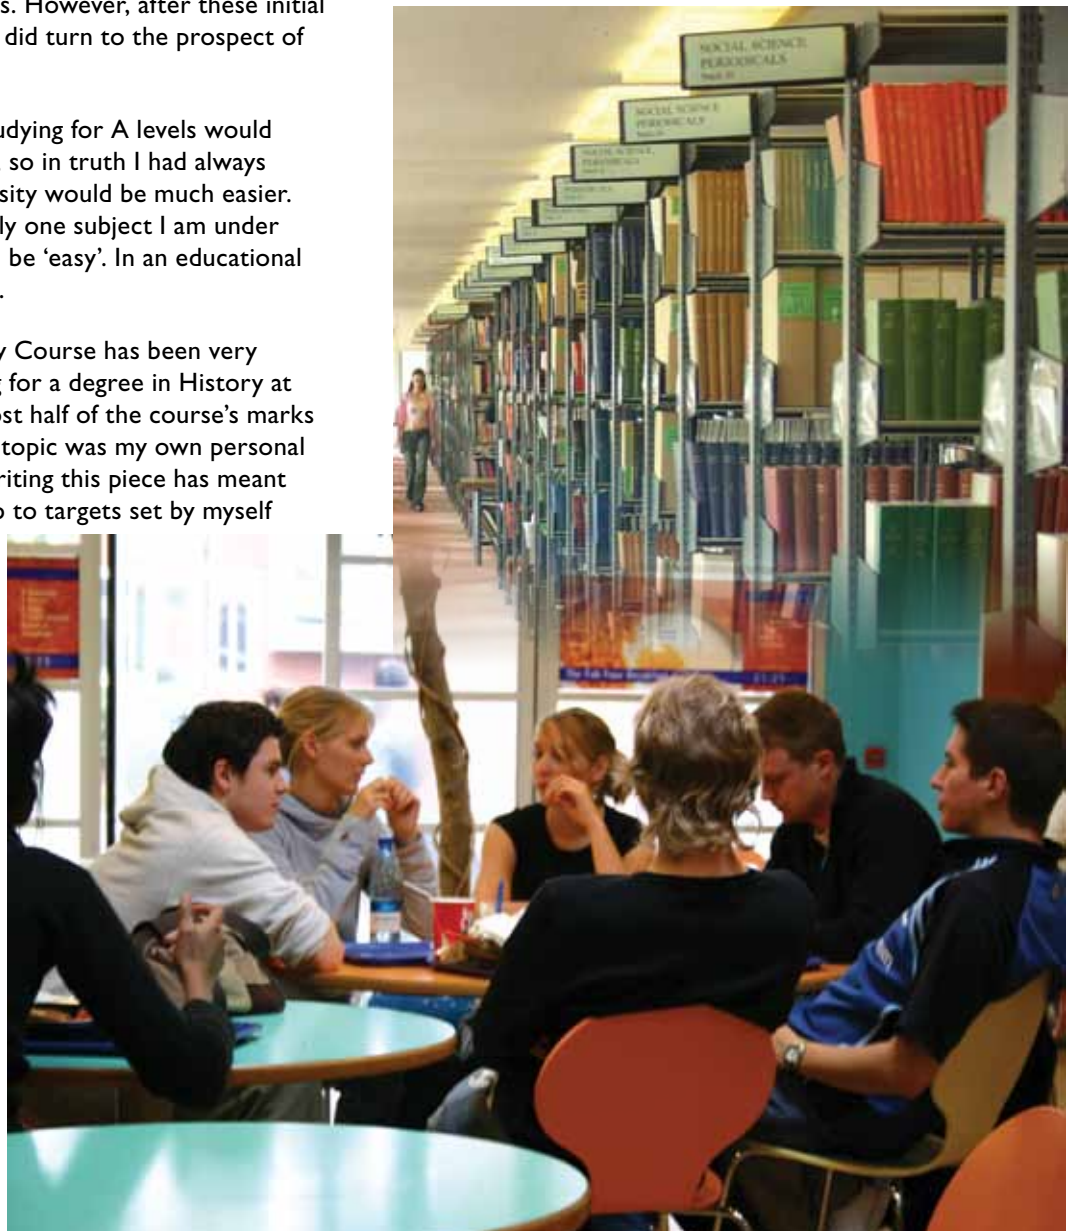 s. However, after these initial
did turn to the prospect of
udying for A levels would
so in truth I had always
sity would be much easier.
ly one subject I am under
be ‘easy’. In an educational
.
y Course has been very
g for a degree in History at
ost half of the course’s marks
topic was my own personal
riting this piece has meant
o to targets set by myself
SOCIAL SCIENCE
PERIODICALS
SOCIAL SCIENCE
PERIODICALS
SOCIAL SCIENCE
PERIODICALS